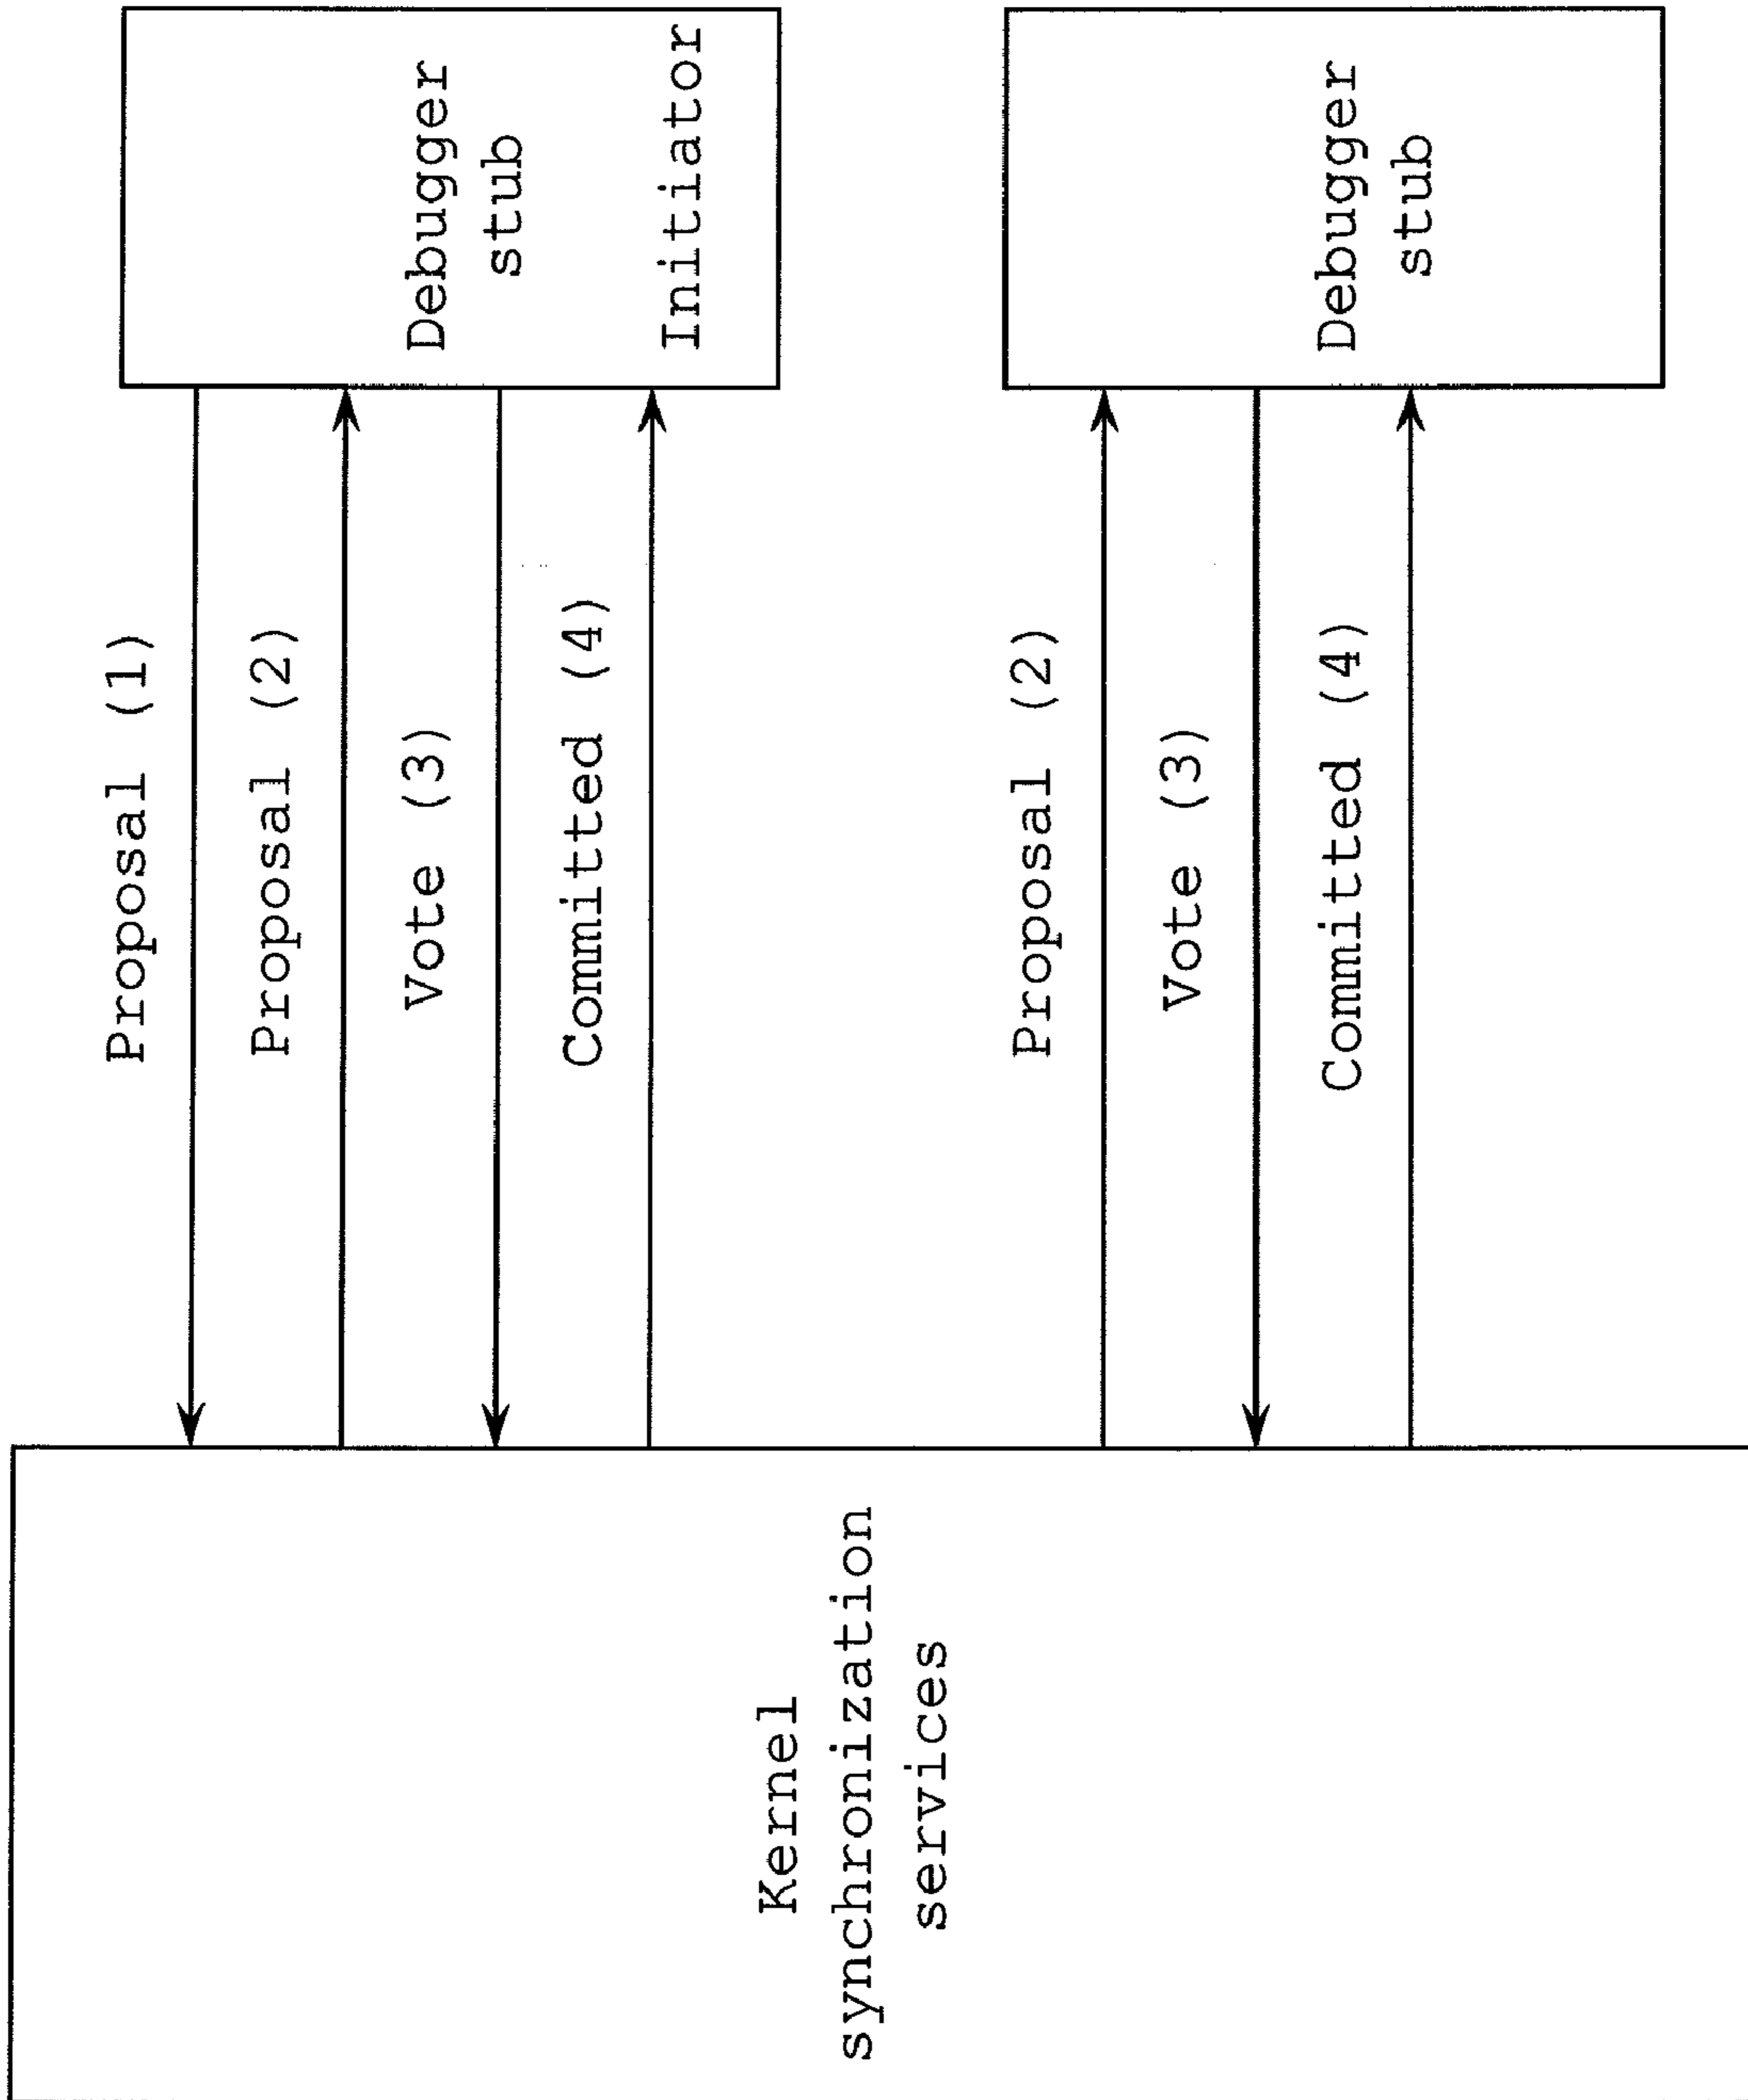 Kernel
synchronization
services
Proposal (1)
Proposal (2)
Vote (3)
Committed (4)
Debugger
stub
Initiator
Proposal (2)
Vote (3)
Committed (4)
Debugger
stub